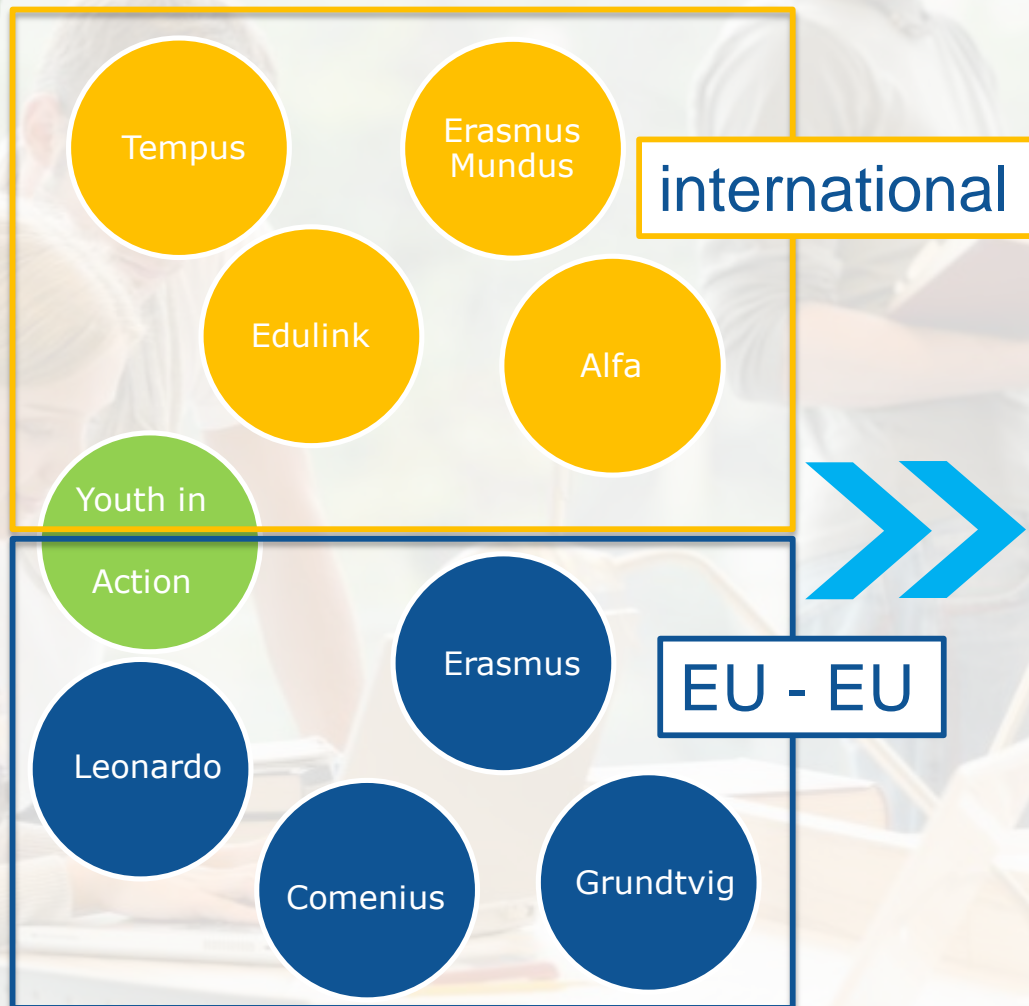 Tempus
Erasmus
Mundus
international
Edulink
Alfa
Youth in
Action
Erasmus
EU - EU
Leonardo
Comenius
Grundtvig